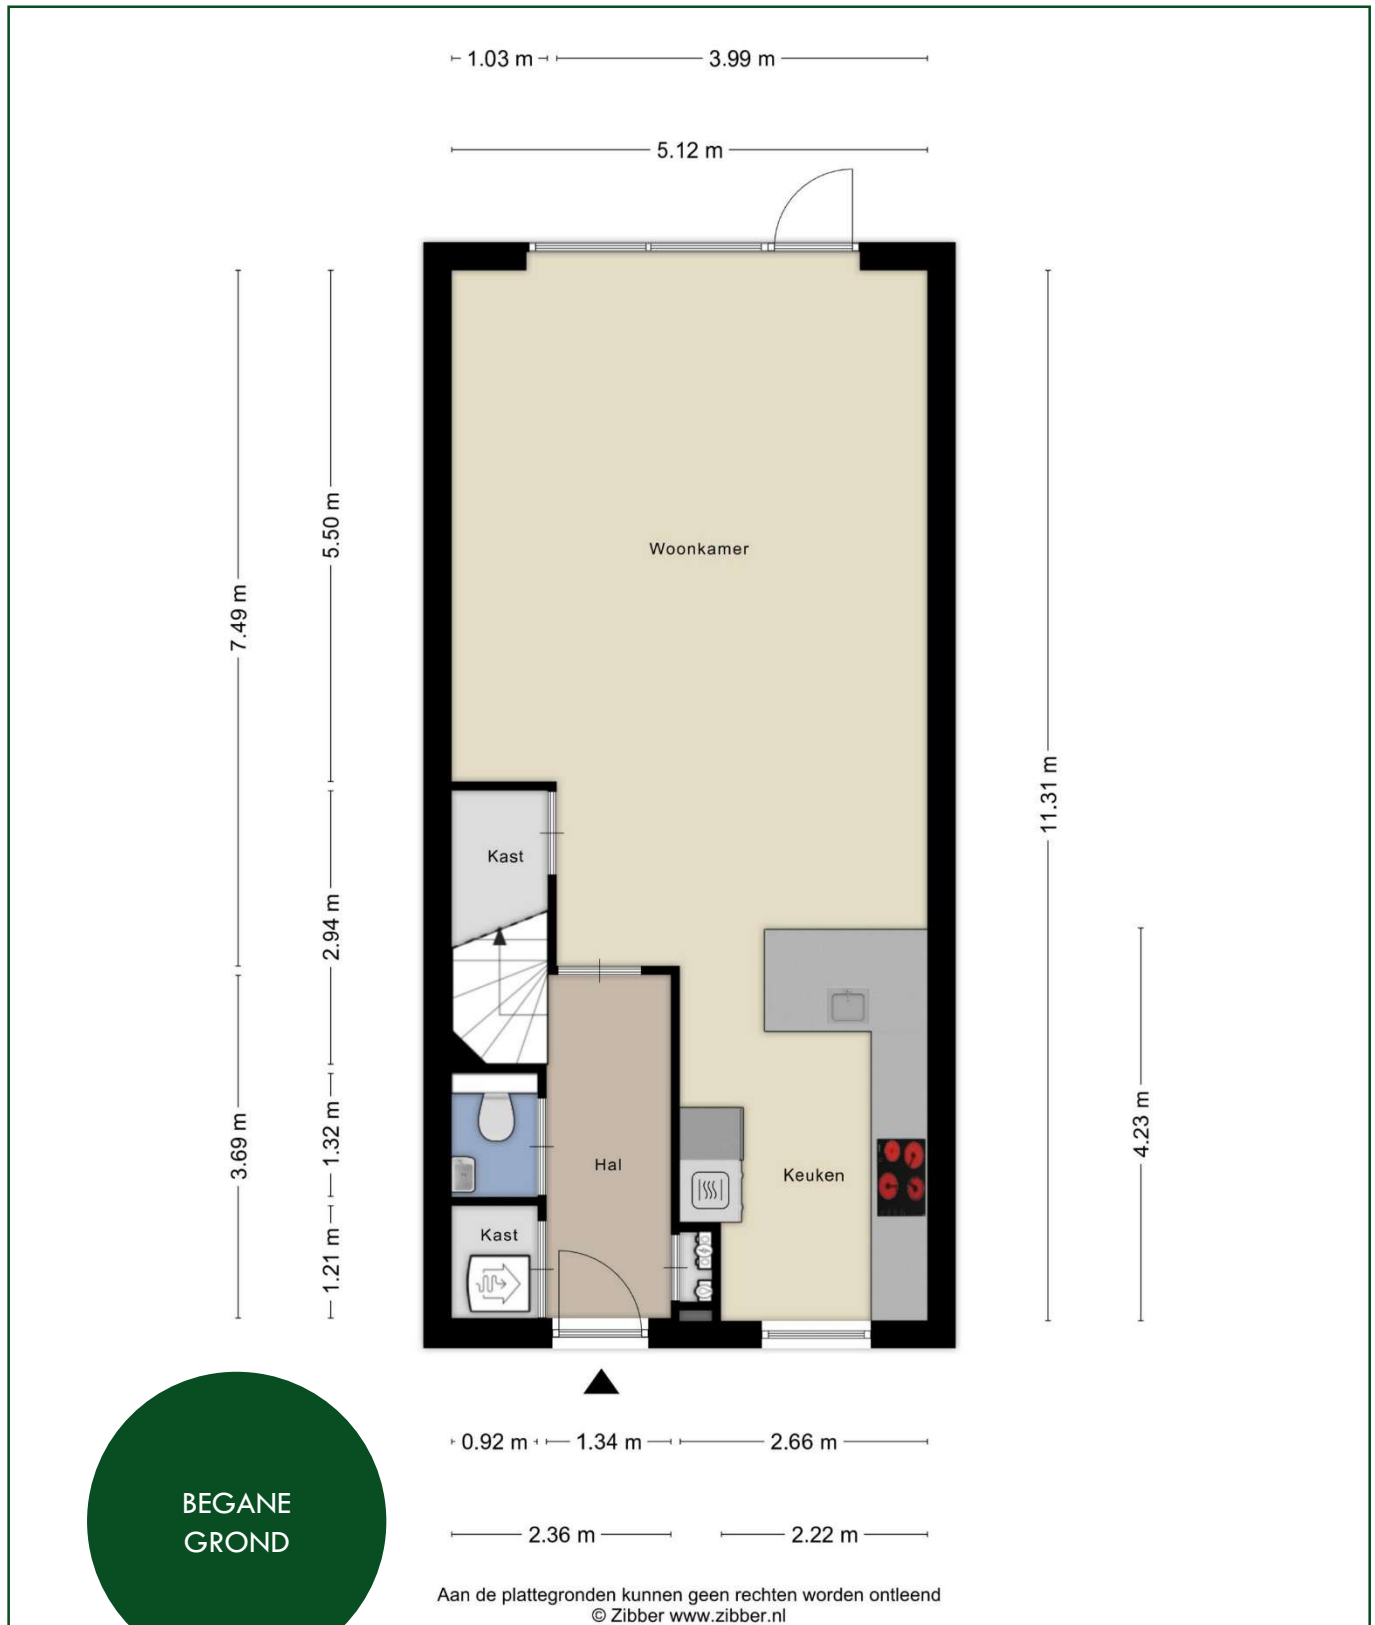 1.03 m
3.99 m
5.12 m
5.50 m
7.49 m
Woonkamer
11.31 m
Kast
2.94 m
4.23 m
1.32 m
3.69 m
Hal
Keuken
Kast
1.21 m
0.92 m
1.34 m
2.66 m
BEGANE
GROND
2.36 m
2.22 m
Aan de plattegronden kunnen geen rechten worden ontleend
© Zibber www.zibber.nl